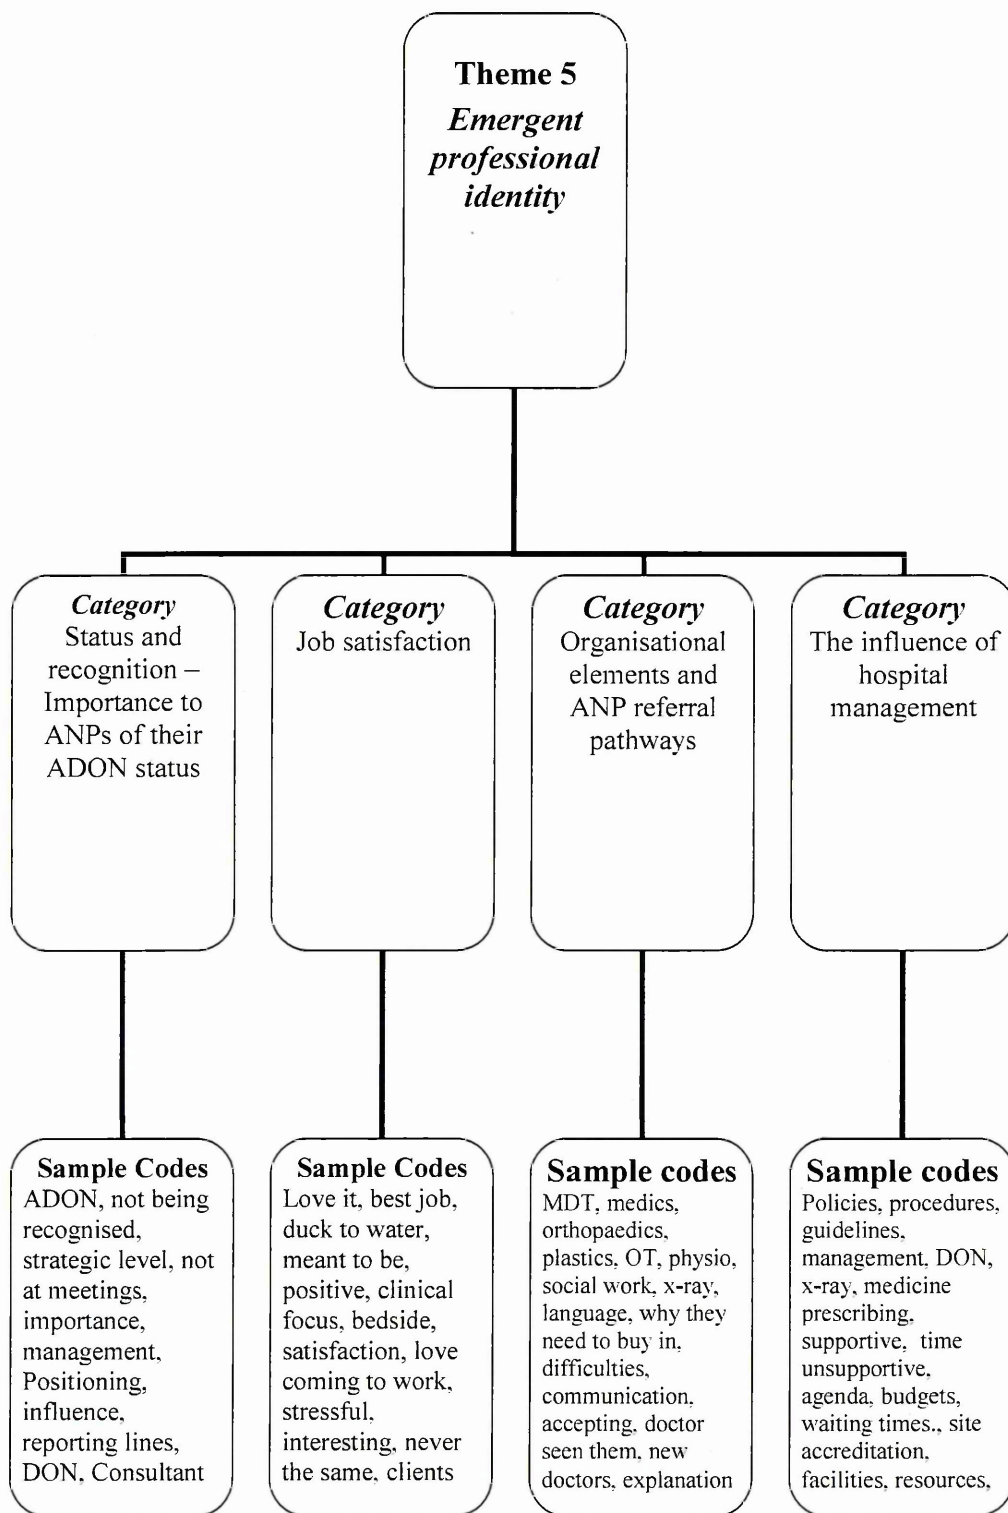 Theme 5
Emergent
professional
identity
Category
Status and
recognition –
Importance to
ANPs of their
ADON status
Category
Job satisfaction
Category
Organisational
elements and
ANP referral
pathways
Category
The influence of
hospital
management
Sample Codes
ADON, not being
recognised,
strategic level, not
at meetings,
importance,
management,
Positioning,
influence,
reporting lines,
DON, Consultant
Sample Codes
Love it, best job,
duck to water,
meant to be,
positive, clinical
focus, bedside,
satisfaction, love
coming to work,
stressful,
interesting, never
the same, clients
Sample codes
MDT, medics,
orthopaedics,
plastics, OT, physio,
social work, x-ray,
language, why they
need to buy in,
difficulties,
communication,
accepting, doctor
seen them, new
doctors, explanation
Sample codes
Policies, procedures,
guidelines,
management, DON,
x-ray, medicine
prescribing,
supportive, time
unsupportive,
agenda, budgets,
waiting times., site
accreditation,
facilities, resources,